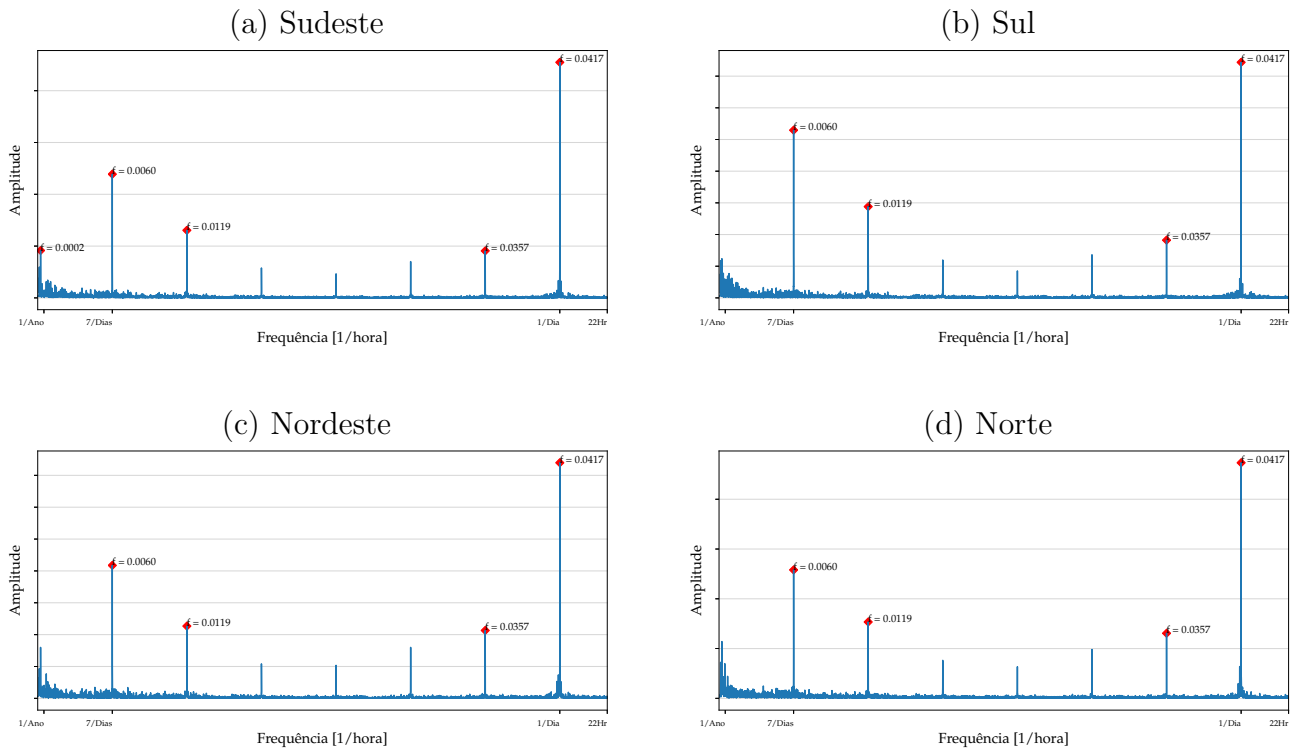 (a) Sudeste
f = 0.0417
f = 0.0060
f = 0.0119
f = 0.0002
f = 0.0357
Amplitude
1/Ano 7/Dias 1/Dia 22Hr
Frequência [1/hora]
(b) Sul
f = 0.0417
f = 0.0060
f = 0.0119
f = 0.0357
Amplitude
1/Ano 7/Dias 1/Dia 22Hr
Frequência [1/hora]
(c) Nordeste
f = 0.0417
f = 0.0060
f = 0.0119
f = 0.0357
Amplitude
1/Ano 7/Dias 1/Dia 22Hr
Frequência [1/hora]
(d) Norte
f = 0.0417
f = 0.0060
f = 0.0119
f = 0.0357
Amplitude
1/Ano 7/Dias 1/Dia 22Hr
Frequência [1/hora]